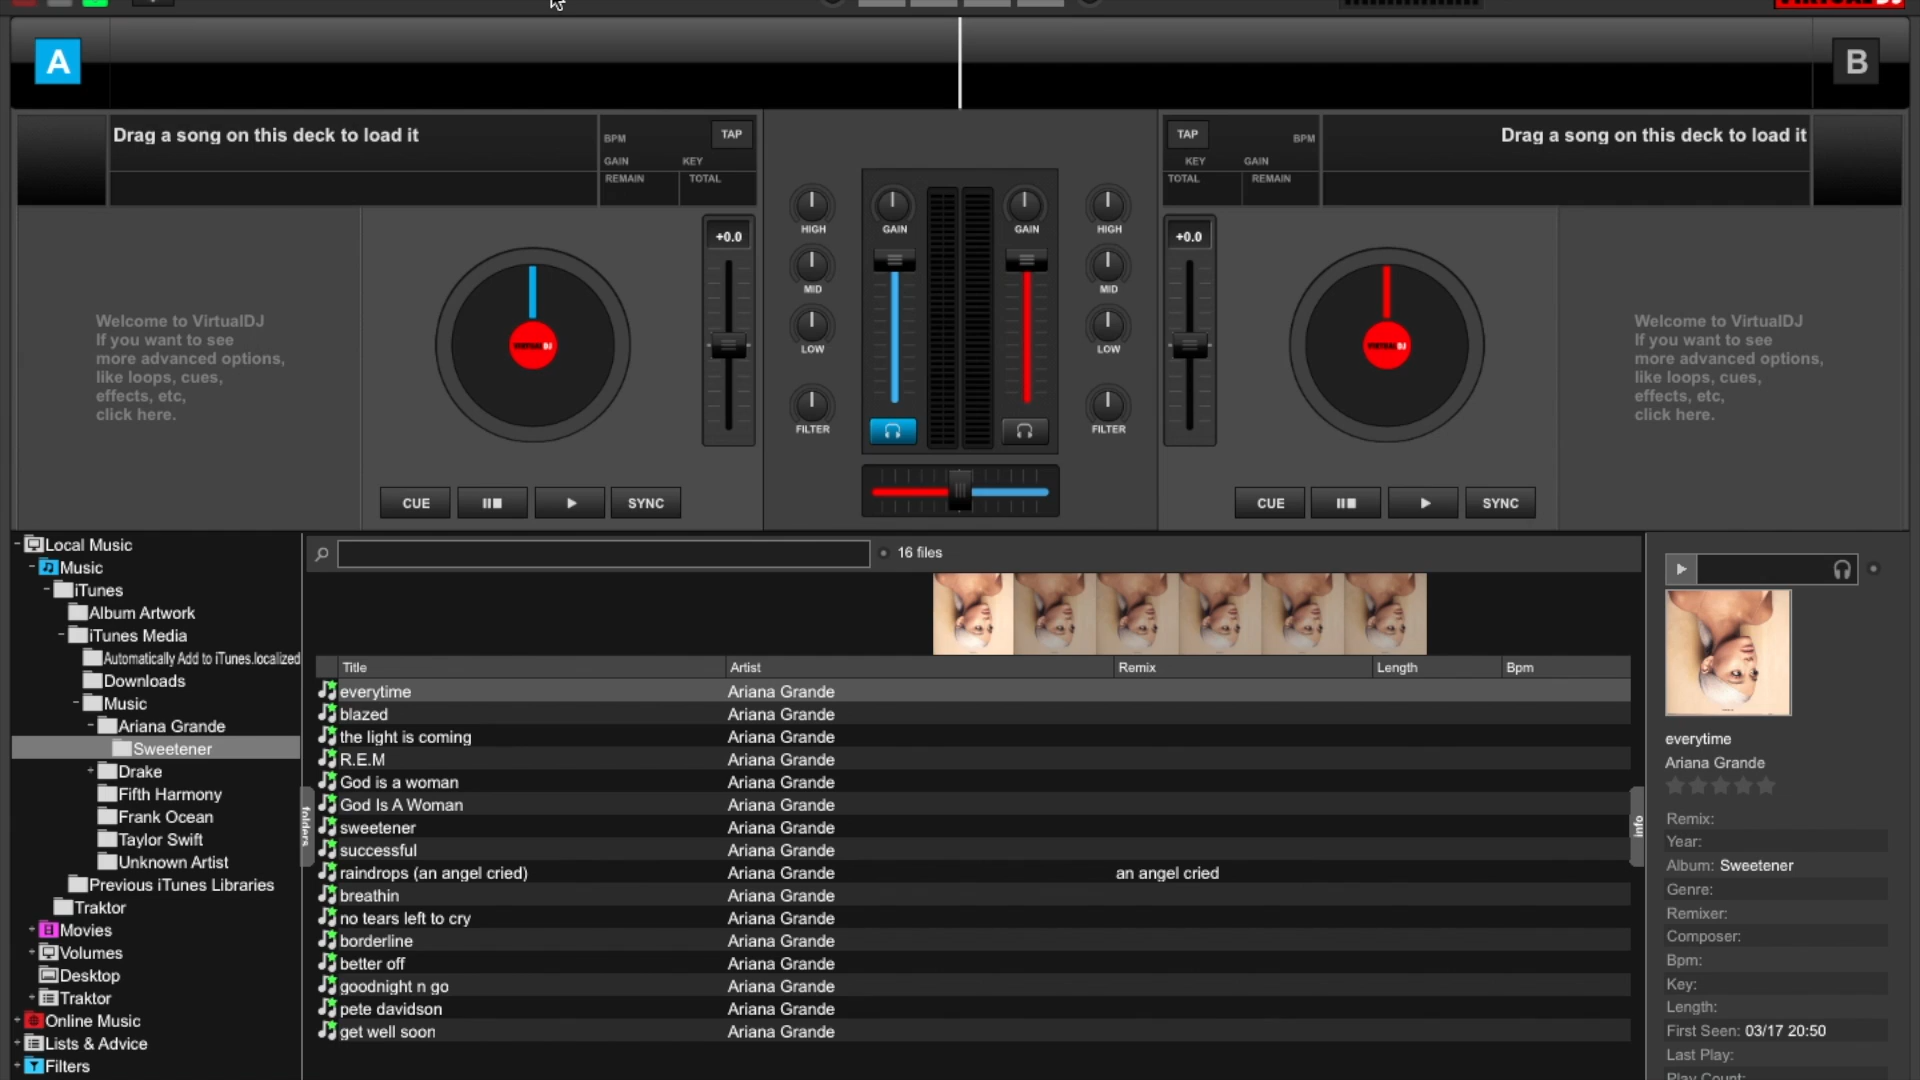 A
B
Drag a song on this deck to load it
BPM
TAP
GAIN
KEY
REMAIN
TOTAL
TAP
BPM
KEY
GAIN
TOTAL
REMAIN
Drag a song on this deck to load it
Welcome to VirtualDJ
If you want to see
more advanced options,
like loops, cues,
effects, etc,
click here.
+0.0
HIGH
MID
LOW
FILTER
GAIN
GAIN
HIGH
MID
LOW
FILTER
+0.0
Welcome to VirtualDJ
If you want to see
more advanced options,
like loops, cues,
effects, etc,
click here.
VIRTUALDJ
VIRTUALDJ
CUE
SYNC
CUE
SYNC
Local Music
Music
iTunes
Album Artwork
iTunes Media
Automatically Add to iTunes.localized
Downloads
Music
Ariana Grande
Sweetener
Drake
Fifth Harmony
Frank Ocean
Taylor Swift
Unknown Artist
Previous iTunes Libraries
Traktor
Movies
Volumes
Desktop
Traktor
Online Music
Lists & Advice
Filters
folders
16 files
Title Artist Remix Length Bpm
everytime Ariana Grande
blazed Ariana Grande
the light is coming Ariana Grande
R.E.M Ariana Grande
God is a woman Ariana Grande
God Is A Woman Ariana Grande
sweetener Ariana Grande
successful Ariana Grande
raindrops (an angel cried) Ariana Grande an angel cried
breathin Ariana Grande
no tears left to cry Ariana Grande
borderline Ariana Grande
better off Ariana Grande
goodnight n go Ariana Grande
pete davidson Ariana Grande
get well soon Ariana Grande
info
everytime
Ariana Grande
Remix:
Year:
Album: Sweetener
Genre:
Remixer:
Composer:
Bpm:
Key:
Length:
First Seen: 03/17 20:50
Last Play:
Play Count: